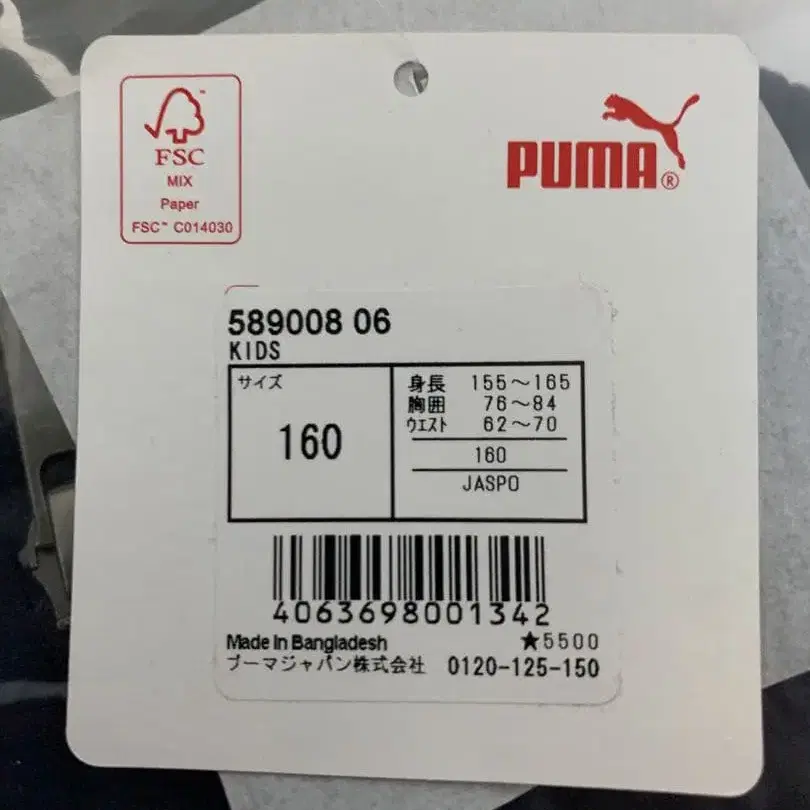 FSC
MIX
Paper
FSC™ C014030
PUMA®
589008 06
KIDS
サイズ
160
身長 155～165
胸囲 76～84
ウエスト 62～70
160
JASPO
4063698001342
Made In Bangladesh
★5500
プーマジャパン株式会社 0120-125-150